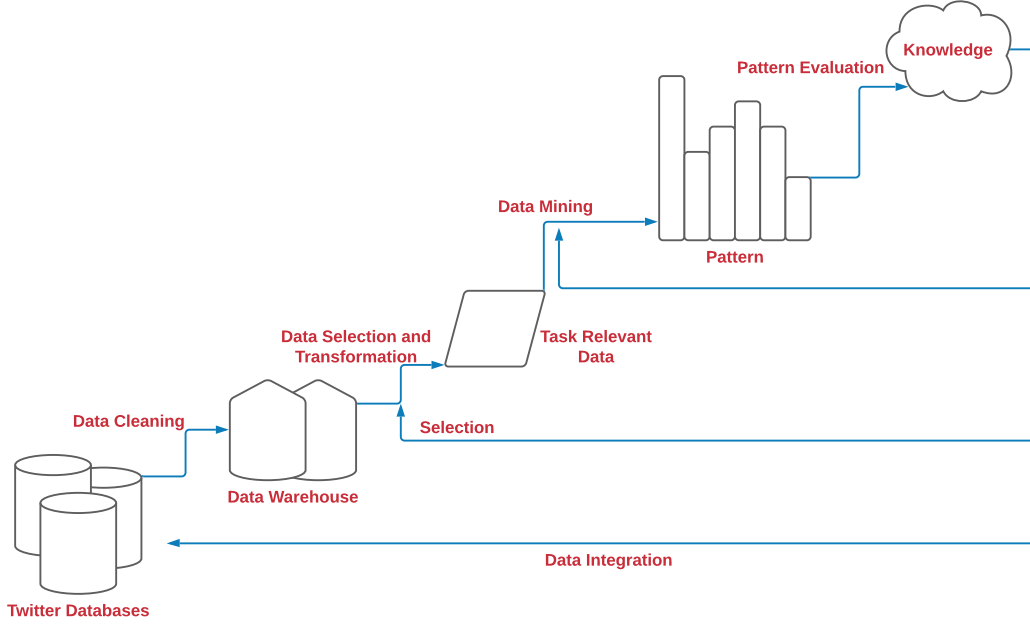 Knowledge
Pattern Evaluation
Data Mining
Pattern
Data Selection and
Transformation
Task Relevant
Data
Data Cleaning
Selection
Data Warehouse
Data Integration
Twitter Databases